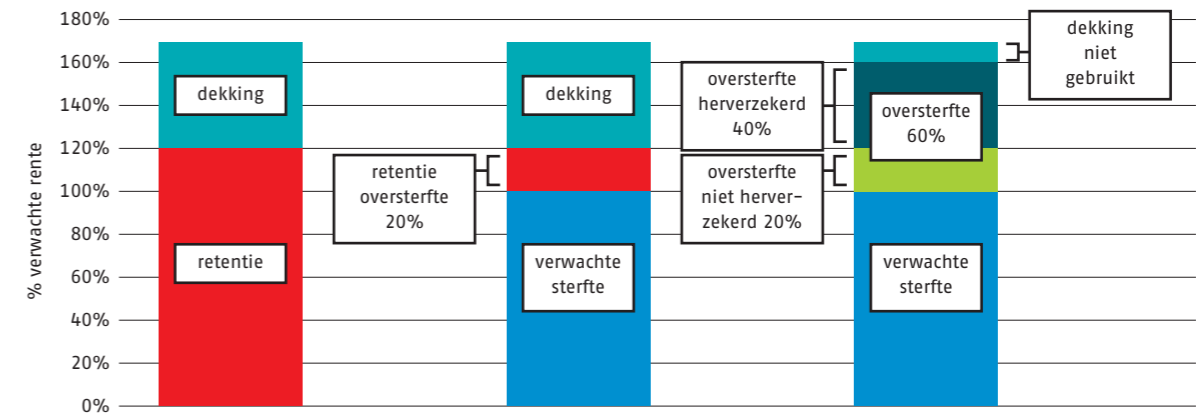 180%
160%
140%
120%
100%
80%
60%
40%
20%
0%
% verwachte rente
dekking
retentie
retentie
oversterfte
20%
dekking
verwachte
sterfte
oversterfte
herverzekerd
40%
oversterfte
niet herver-
zekerd 20%
oversterfte
60%
verwachte
sterfte
dekking
niet
gebruikt